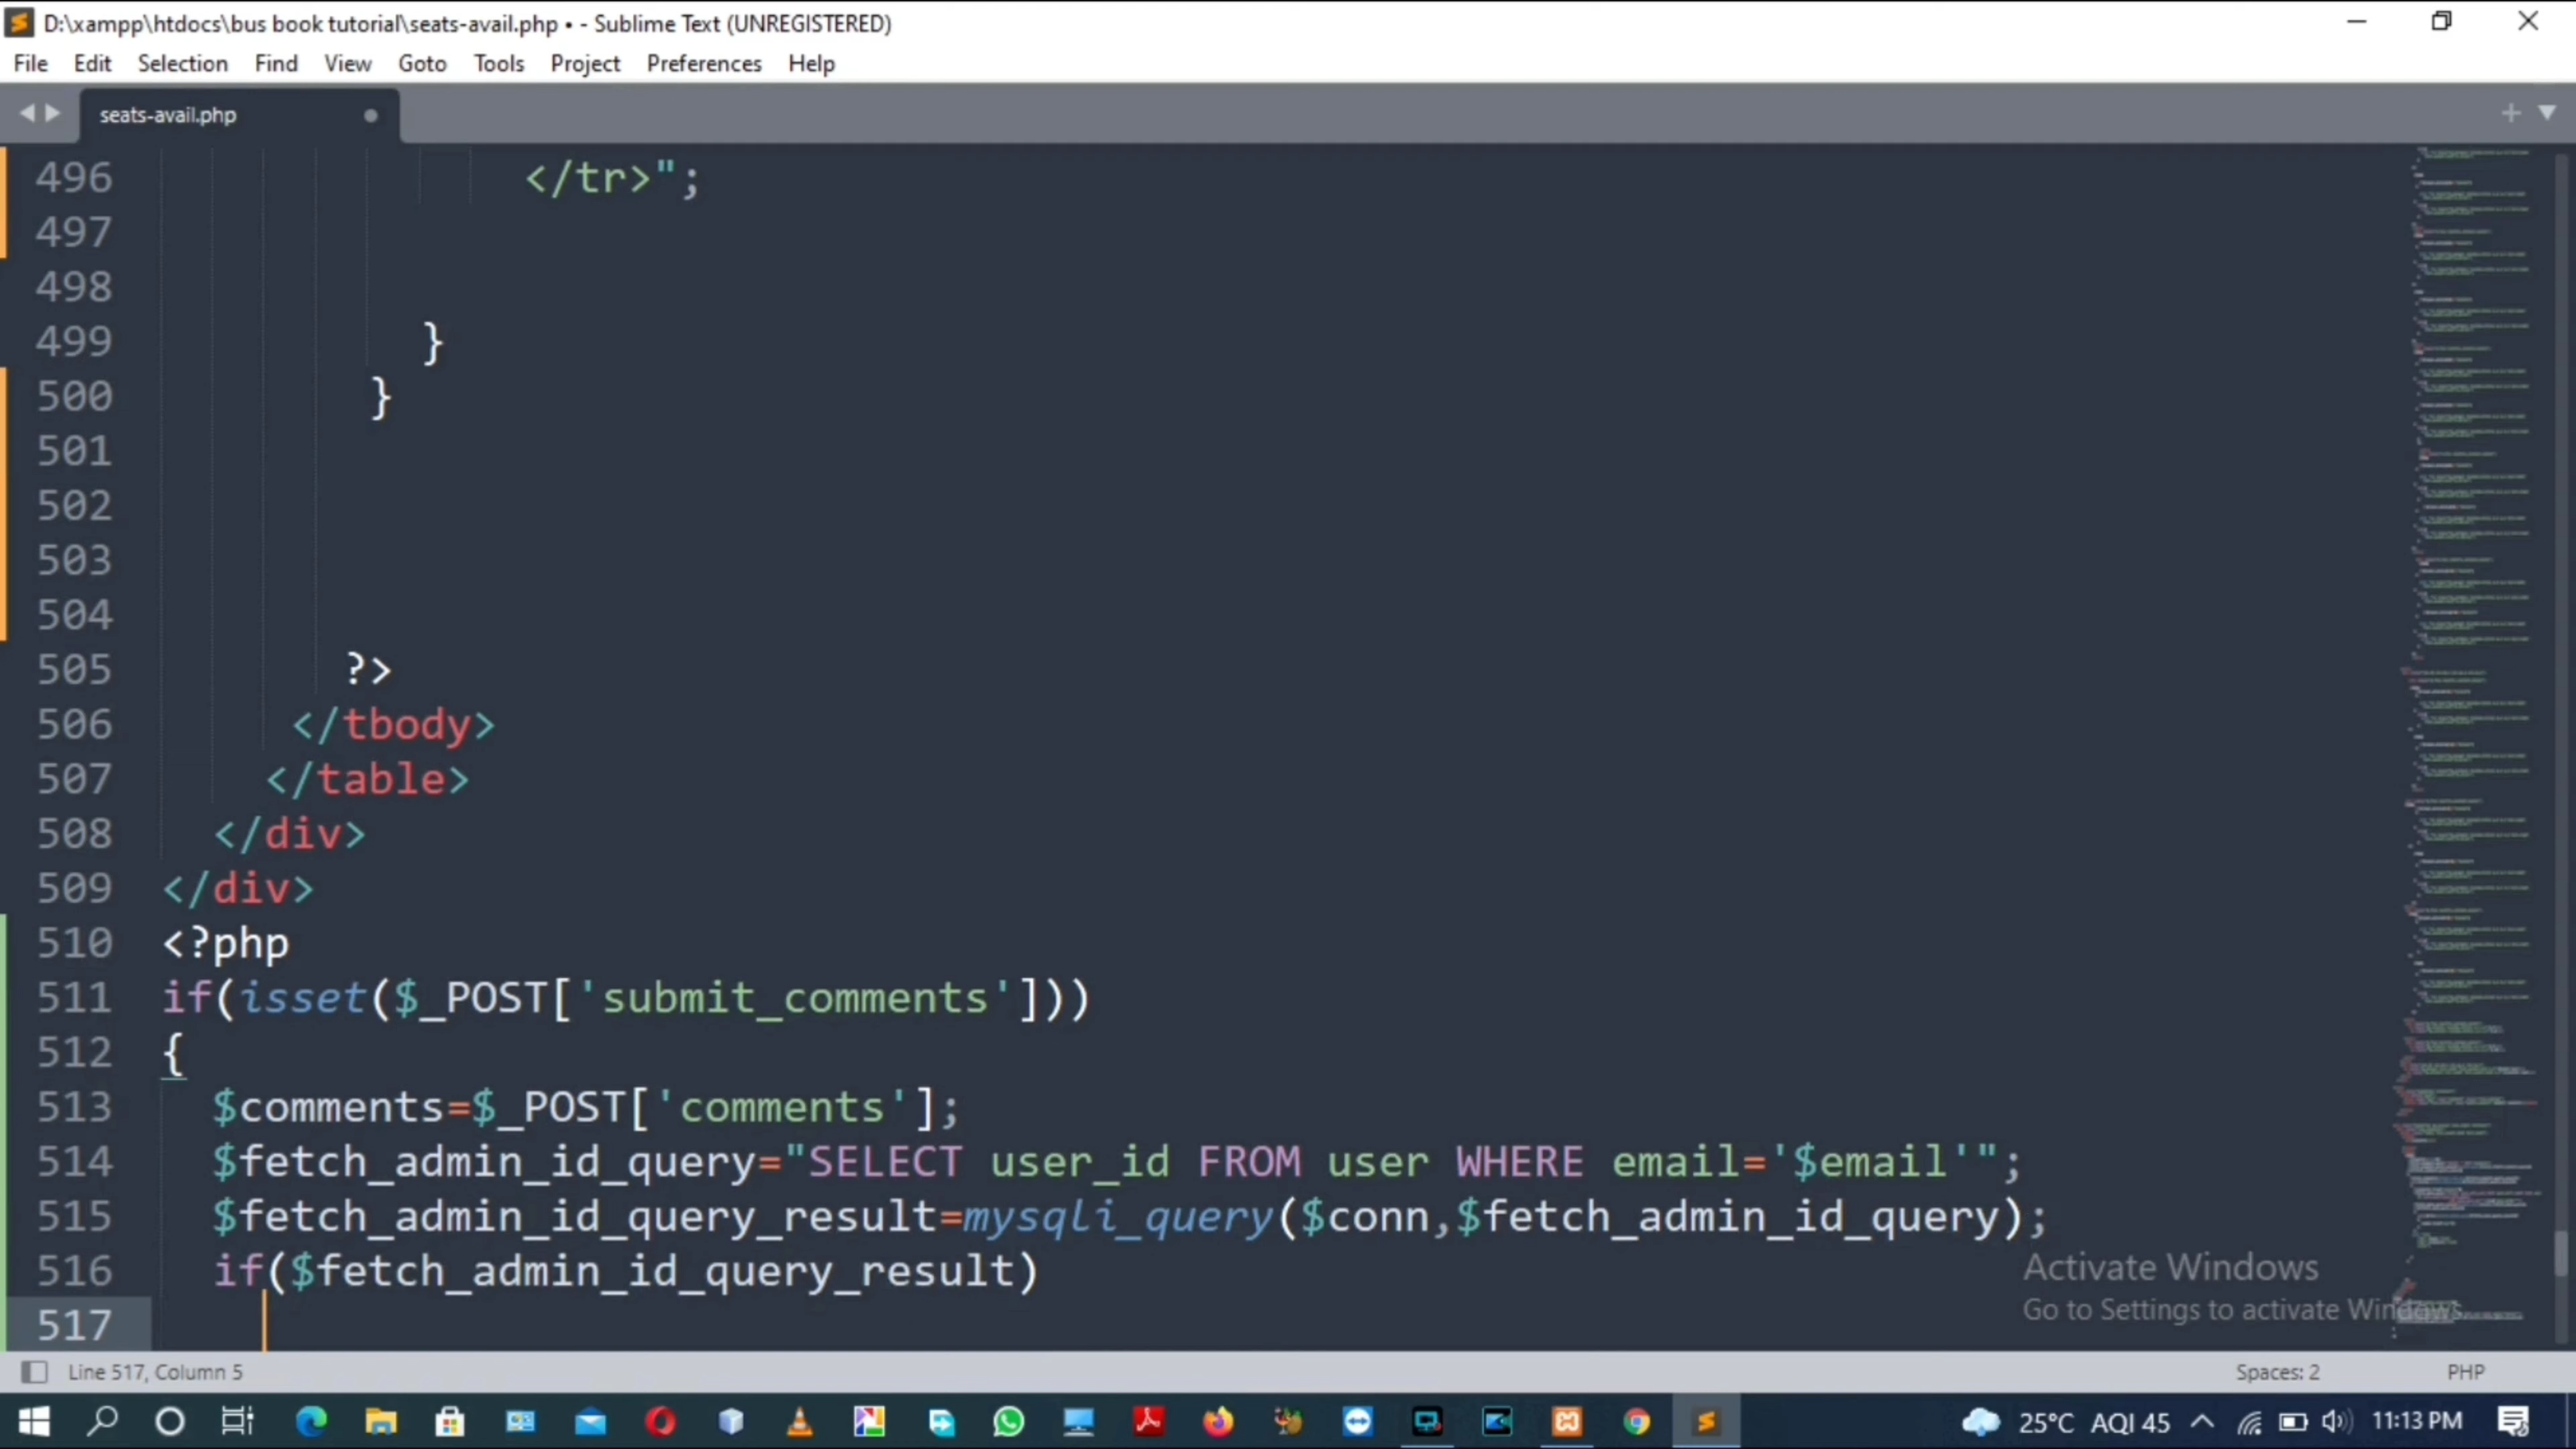 D:\xampp\htdocs\bus book tutorial\seats-avail.php • - Sublime Text (UNREGISTERED)
File Edit Selection Find View Goto Tools Project Preferences Help
seats-avail.php
496 </tr>";
497
498
499 }
500 }
501
502
503
504
505 ?>
506 </tbody>
507 </table>
508 </div>
509 </div>
510 <?php
511 if(isset($_POST['submit_comments']))
512 {
513 $comments=$_POST['comments'];
514 $fetch_admin_id_query="SELECT user_id FROM user WHERE email='$email'";
515 $fetch_admin_id_query_result=mysqli_query($conn,$fetch_admin_id_query);
516 if($fetch_admin_id_query_result)
517
Activate Windows
Go to Settings to activate Windows.
Line 517, Column 5 Spaces: 2 PHP
25°C AQI 45 11:13 PM